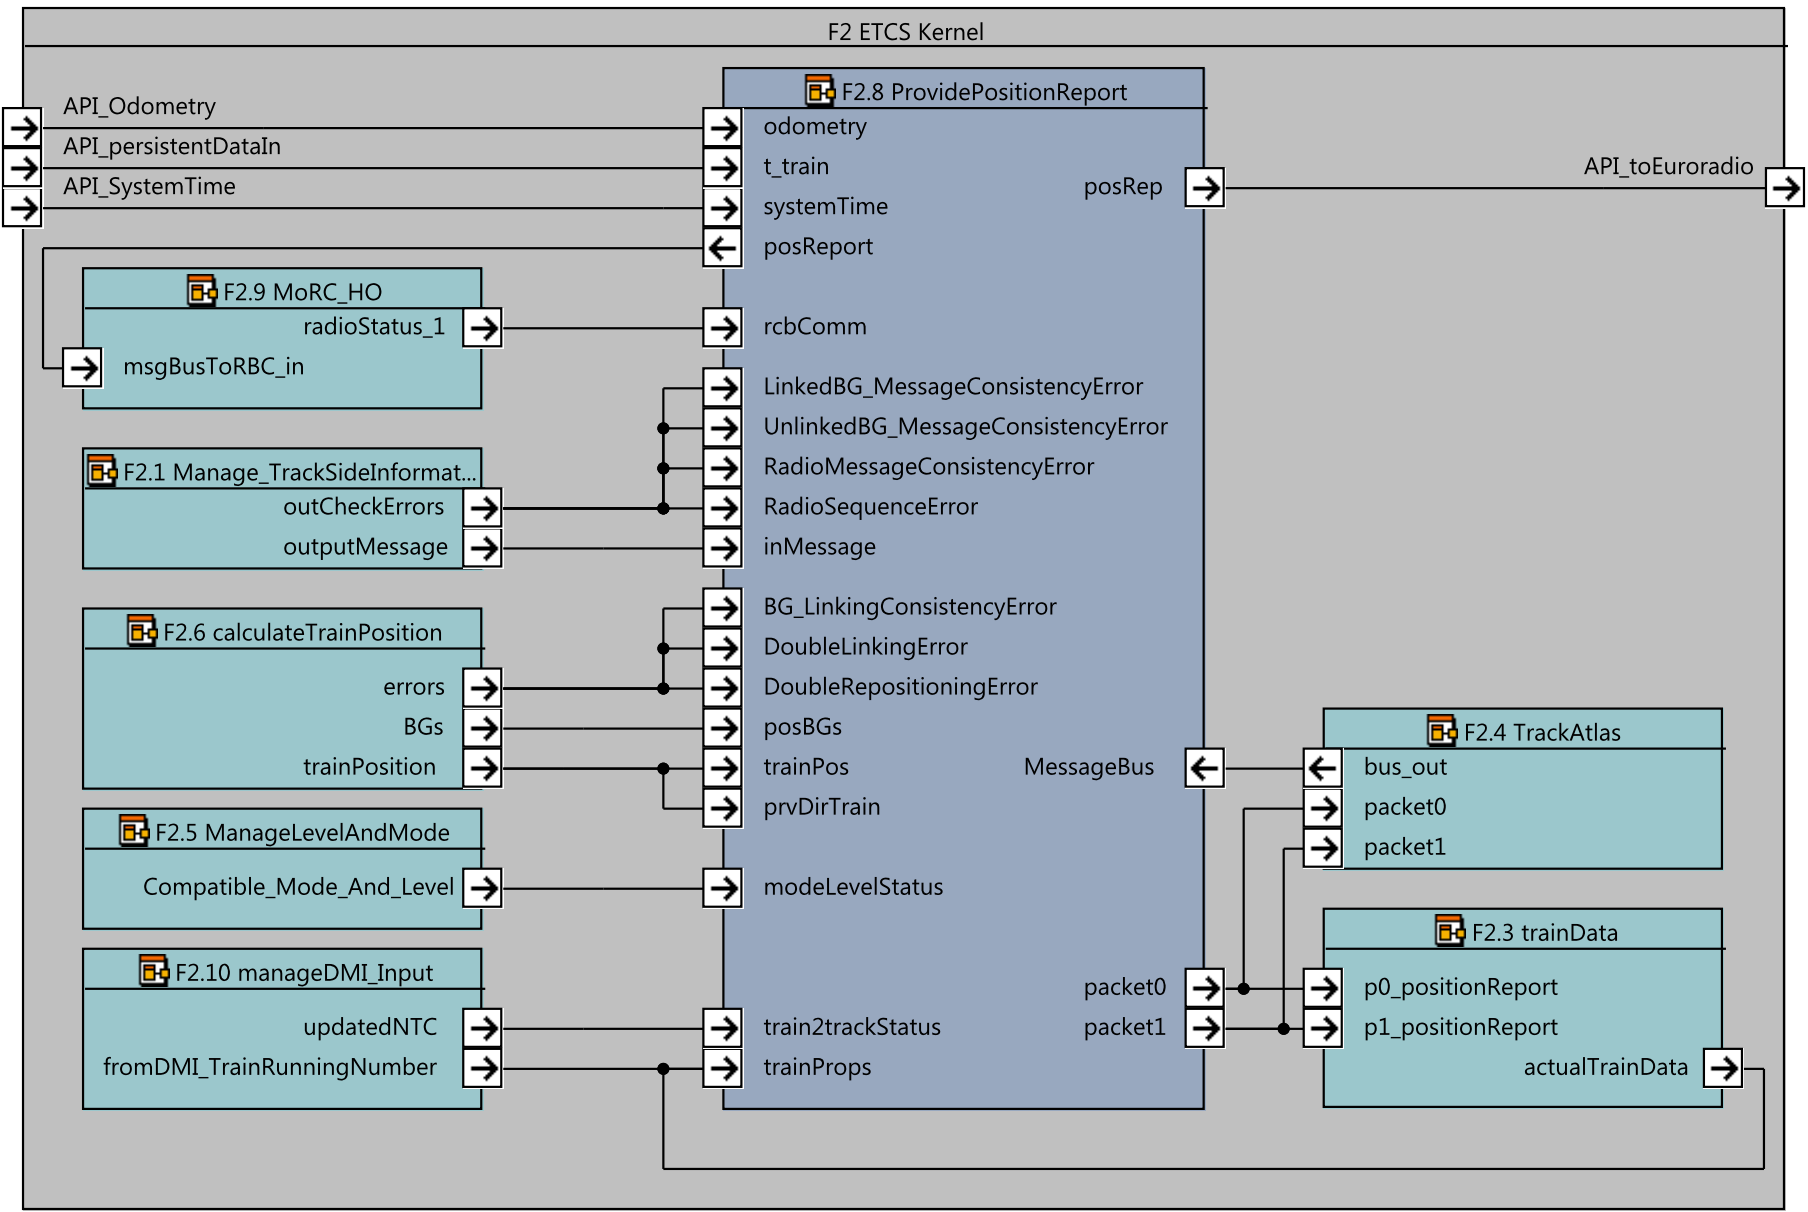 F2 ETCS Kernel
API_Odometry
API_persistentDataIn
API_SystemTime
F2.8 ProvidePositionReport
odometry
t_train
systemTime
posReport
rcbComm
LinkedBG_MessageConsistencyError
UnlinkedBG_MessageConsistencyError
RadioMessageConsistencyError
RadioSequenceError
inMessage
BG_LinkingConsistencyError
DoubleLinkingError
DoubleRepositioningError
posBGs
trainPos
prvDirTrain
modeLevelStatus
train2trackStatus
trainProps
posRep
MessageBus
packet0
packet1
API_toEuroradio
F2.9 MoRC_HO
radioStatus_1
msgBusToRBC_in
F2.1 Manage_TrackSideInformat...
outCheckErrors
outputMessage
F2.6 calculateTrainPosition
errors
BGs
trainPosition
F2.5 ManageLevelAndMode
Compatible_Mode_And_Level
F2.10 manageDMI_Input
updatedNTC
fromDMI_TrainRunningNumber
F2.4 TrackAtlas
bus_out
packet0
packet1
F2.3 trainData
p0_positionReport
p1_positionReport
actualTrainData